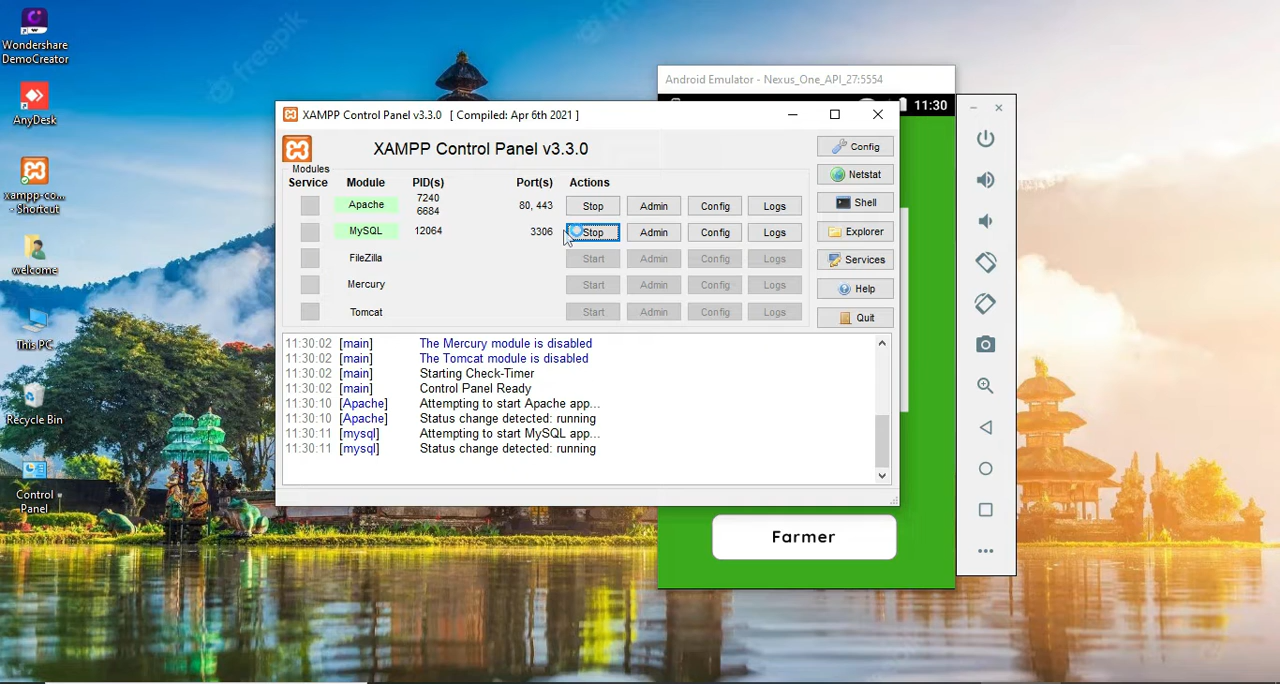 Wondershare
DemoCreator
AnyDesk
xampp-co...
- Shortcut
welcome
This PC
Recycle Bin
Control
Panel
freepik
Android Emulator - Nexus_One_API_27:5554
11:30
XAMPP Control Panel v3.3.0 [ Compiled: Apr 6th 2021 ]
XAMPP Control Panel v3.3.0
Modules
Service Module PID(s) Port(s) Actions
Apache 7240 6684 80, 443 Stop Admin Config Logs
MySQL 12064 3306 Stop Admin Config Logs
FileZilla Start Admin Config Logs
Mercury Start Admin Config Logs
Tomcat Start Admin Config Logs
Config
Netstat
Shell
Explorer
Services
Help
Quit
11:30:02 [main] The Mercury module is disabled
11:30:02 [main] The Tomcat module is disabled
11:30:02 [main] Starting Check-Timer
11:30:02 [main] Control Panel Ready
11:30:10 [Apache] Attempting to start Apache app...
11:30:10 [Apache] Status change detected: running
11:30:11 [mysql] Attempting to start MySQL app...
11:30:11 [mysql] Status change detected: running
Farmer